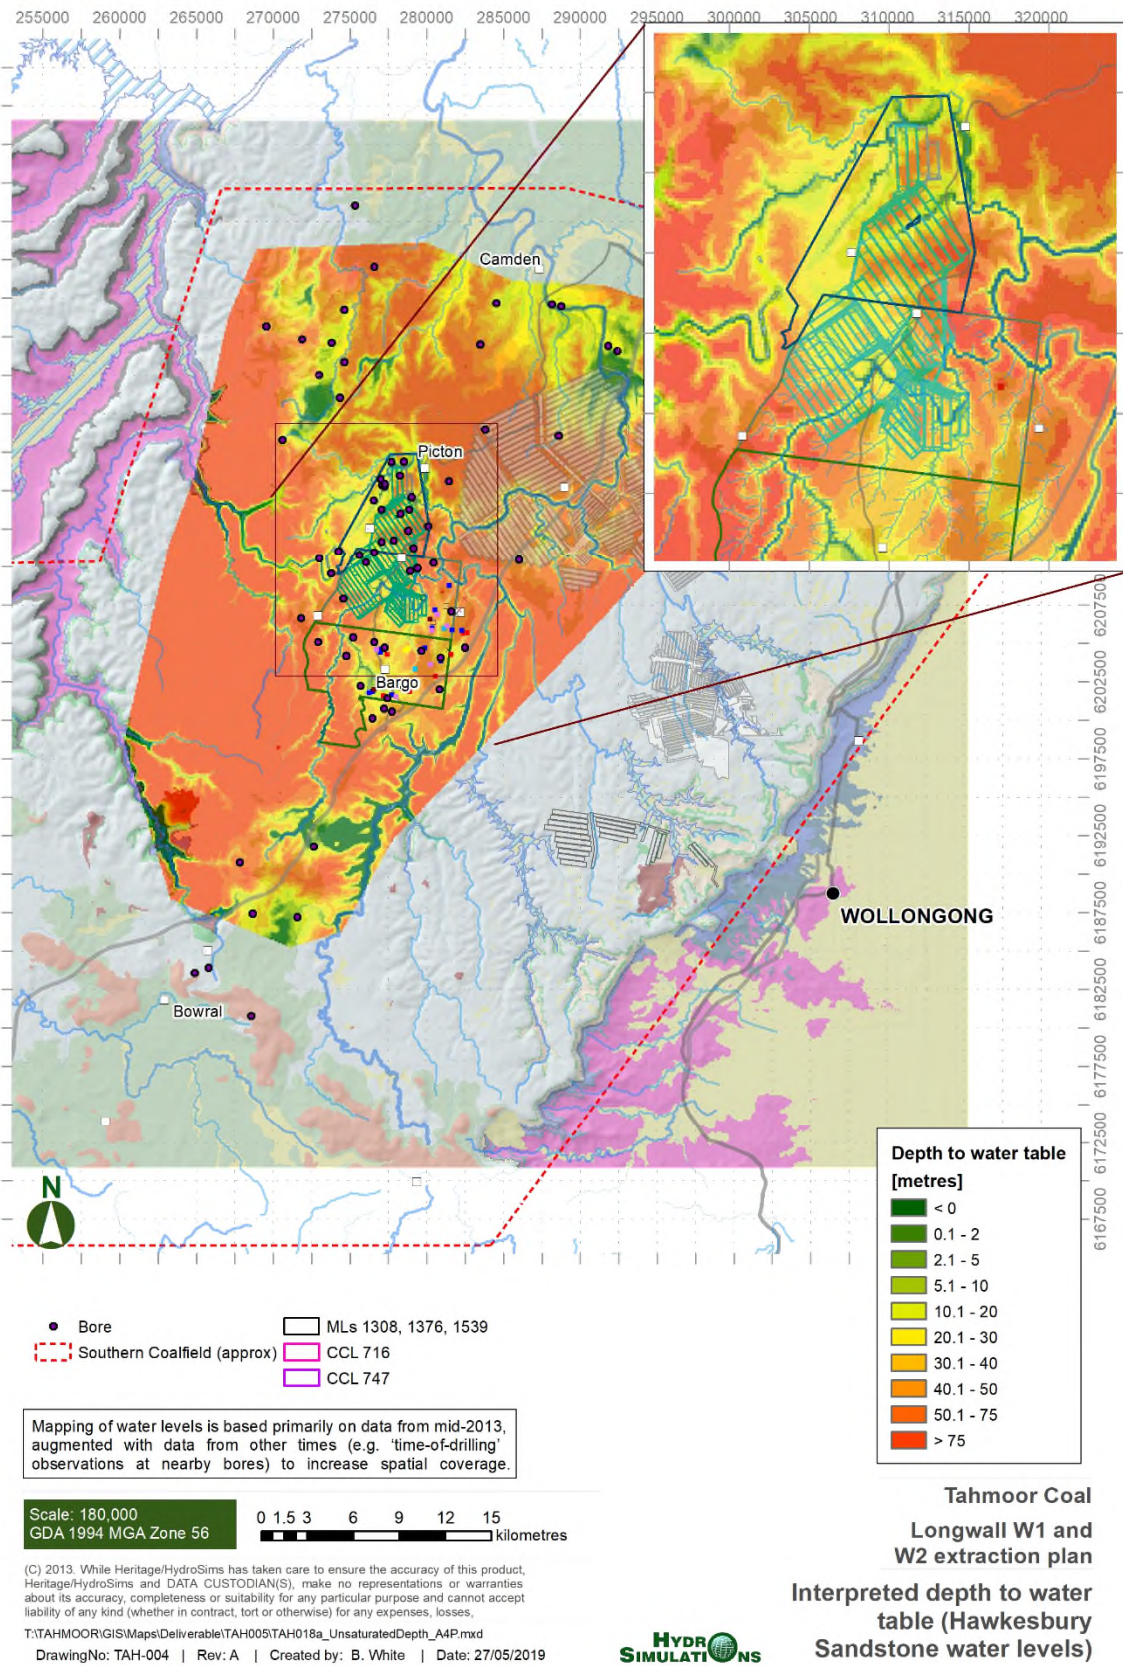 255000 260000 265000 270000 275000 280000 285000 290000 295000 300000 305000 310000 315000 320000
Camden
Picton
Bargo
WOLLONGONG
Bowral
6207500
6202500
6197500
6192500
6187500
6182500
6177500
6172500
6167500
N
Depth to water table
[metres]
< 0
0.1 - 2
2.1 - 5
5.1 - 10
10.1 - 20
20.1 - 30
30.1 - 40
40.1 - 50
50.1 - 75
> 75
Bore
Southern Coalfield (approx)
MLs 1308, 1376, 1539
CCL 716
CCL 747
Mapping of water levels is based primarily on data from mid-2013,
augmented with data from other times (e.g. 'time-of-drilling'
observations at nearby bores) to increase spatial coverage.
Scale: 180,000
GDA 1994 MGA Zone 56
0 1.5 3 6 9 12 15
kilometres
(C) 2013. While Heritage/HydroSims has taken care to ensure the accuracy of this product,
Heritage/HydroSims and DATA CUSTODIAN(S), make no representations or warranties
about its accuracy, completeness or suitability for any particular purpose and cannot accept
liability of any kind (whether in contract, tort or otherwise) for any expenses, losses,
T:\TAHMOOR\GIS\Maps\Deliverable\TAH005\TAH018a_UnsaturatedDepth_A4P.mxd
DrawingNo: TAH-004 | Rev: A | Created by: B. White | Date: 27/05/2019
HYDRO
SIMULATIONS
Tahmoor Coal
Longwall W1 and
W2 extraction plan
Interpreted depth to water
table (Hawkesbury
Sandstone water levels)